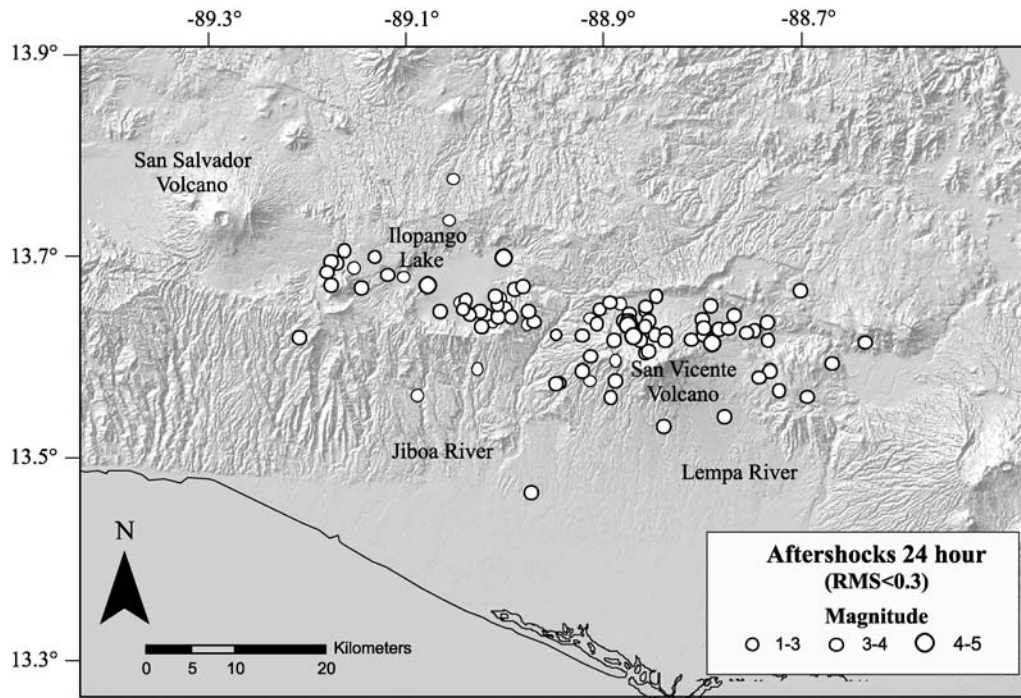 -89.3° -89.1° -88.9° -88.7°
13.9°
San Salvador
Volcano
13.7°
Ilopango
Lake
San Vicente
Volcano
13.5°
Jiboa River
Lempa River
N
Aftershocks 24 hour
(RMS<0.3)
Magnitude
1-3 3-4 4-5
Kilometers
0 5 10 20
13.3°